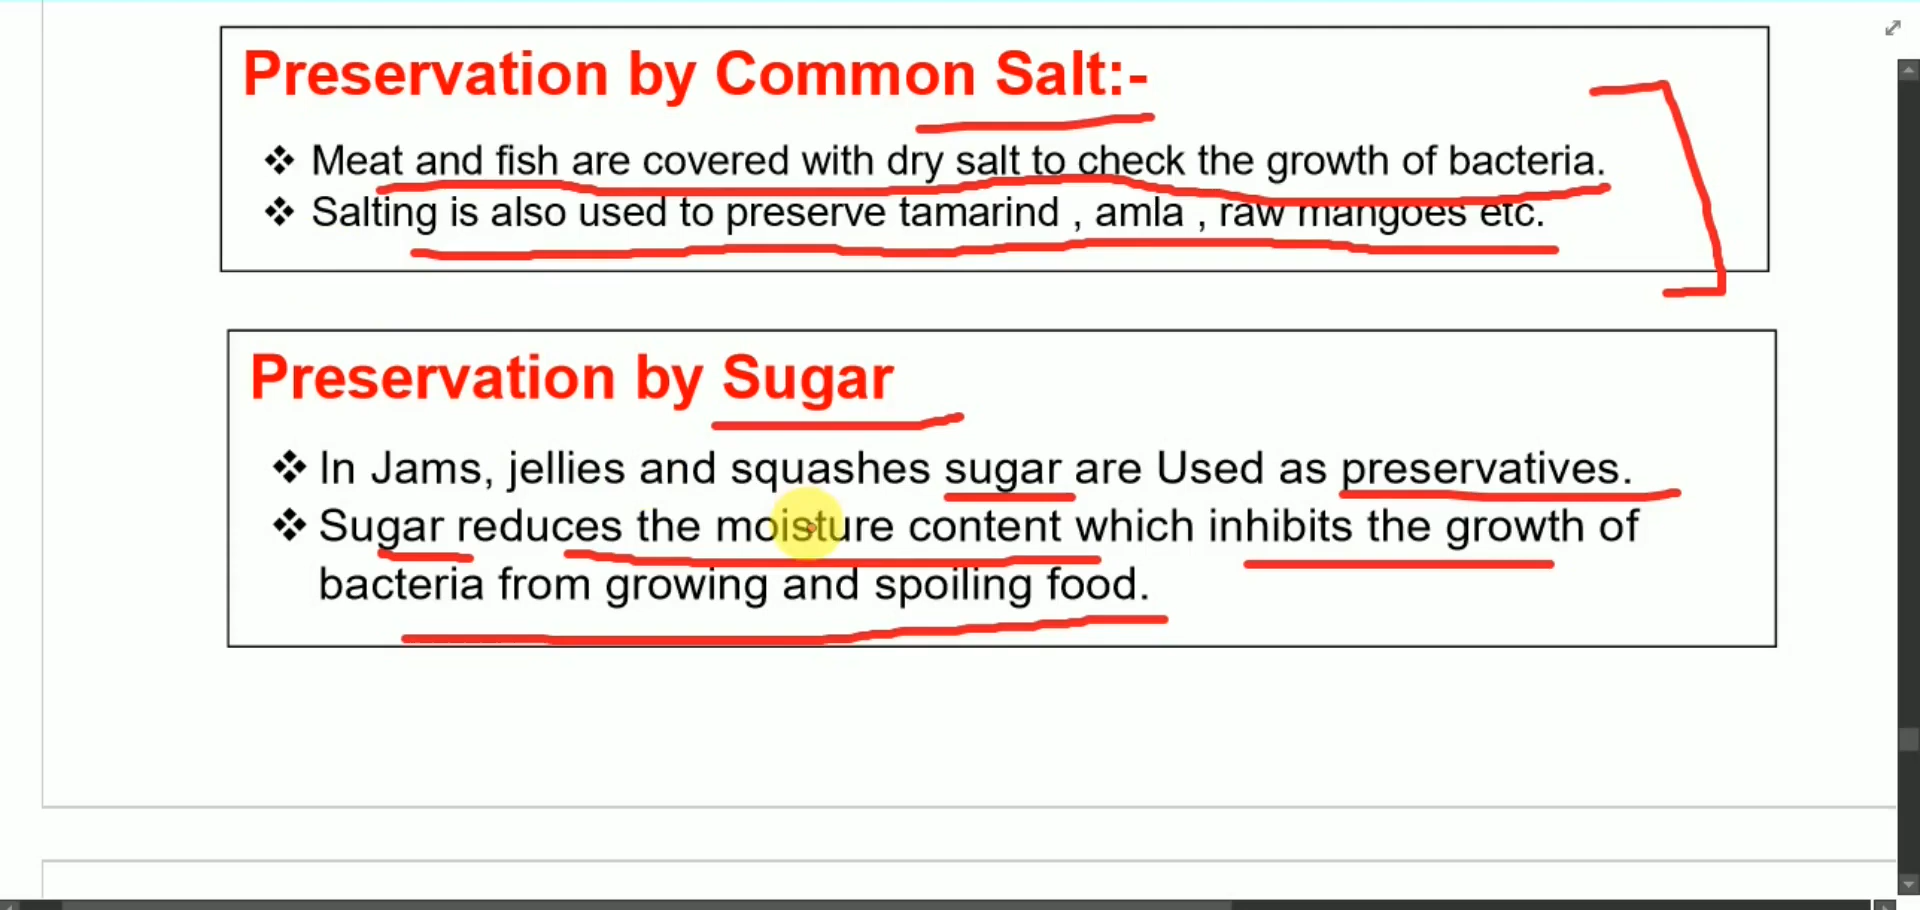 Preservation by Common Salt:-
❖ Meat and fish are covered with dry salt to check the growth of bacteria.
❖ Salting is also used to preserve tamarind , amla , raw mangoes etc.
Preservation by Sugar
❖ In Jams, jellies and squashes sugar are Used as preservatives.
❖ Sugar reduces the moisture content which inhibits the growth of
bacteria from growing and spoiling food.